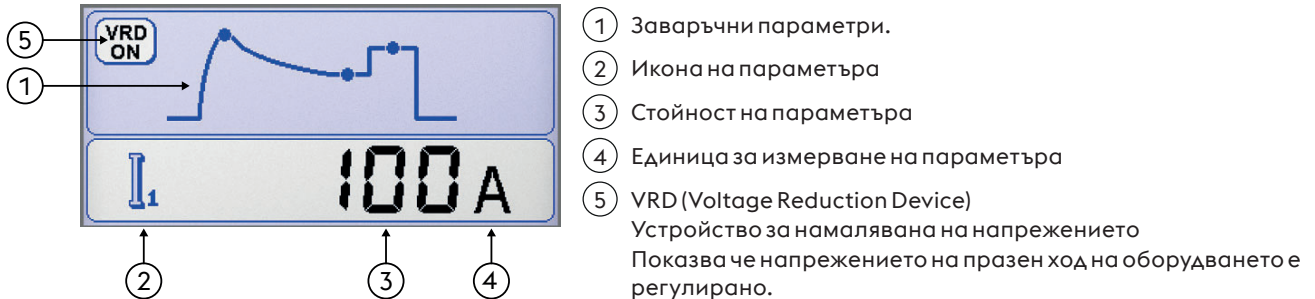 5
VRD
ON
1
I1
100 A
2
3
4
1 Заваръчни параметри.
2 Икона на параметъра
3 Стойност на параметъра
4 Единица за измерване на параметъра
5 VRD (Voltage Reduction Device)
Устройство за намалявана на напрежението
Показва че напрежението на празен ход на оборудването е
регулирано.